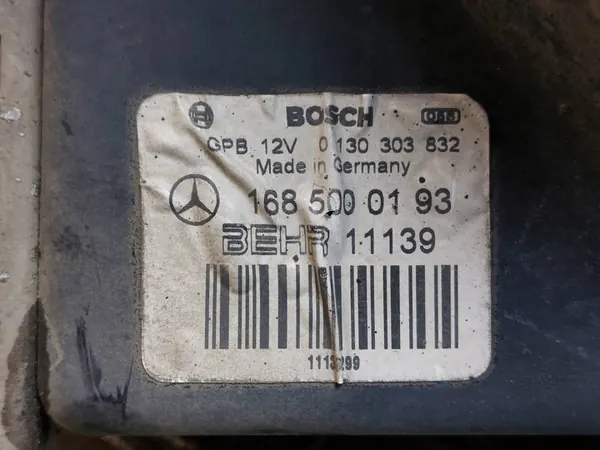 BOSCH
GPB 12V 0 130 303 832
Made in Germany
168 500 01 93
BEHR 11139